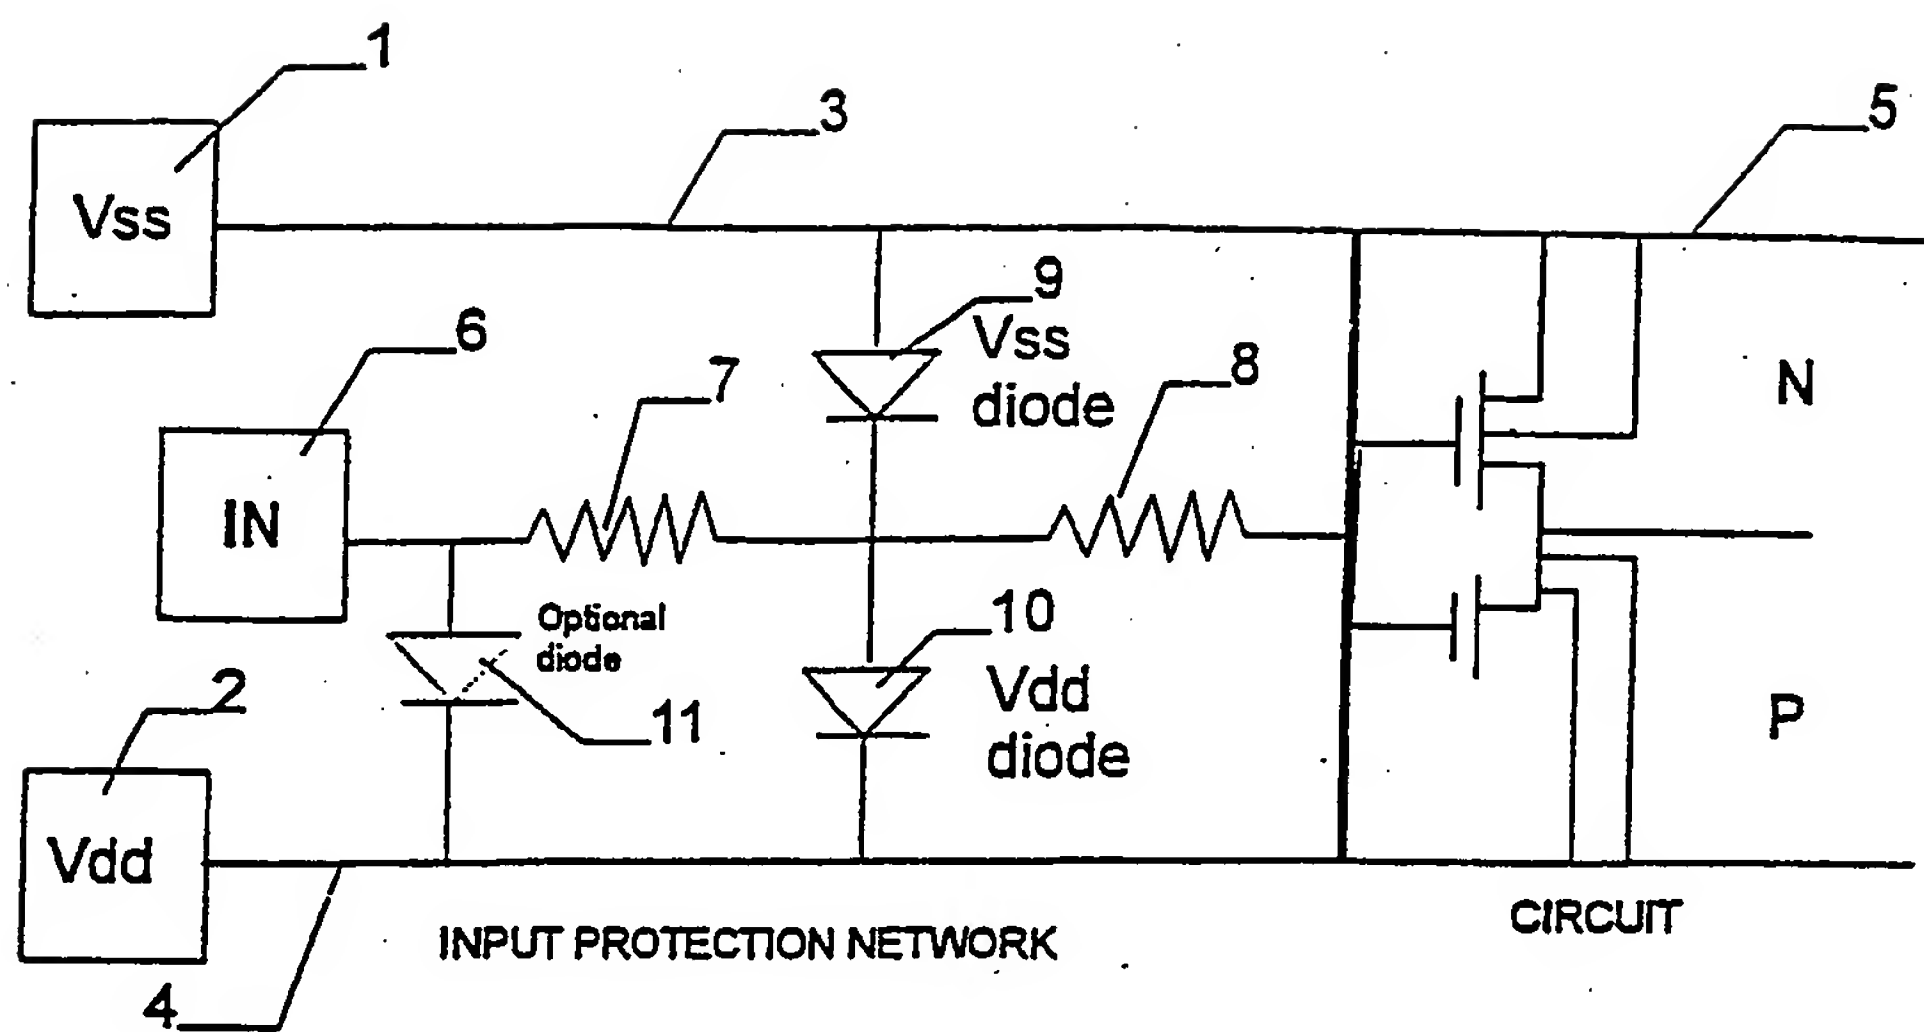 1
3
5
Vss
9
Vss
diode
6
7
8
N
IN
Optional
diode
10
Vdd
diode
2
11
P
Vdd
CIRCUIT
INPUT PROTECTION NETWORK
4